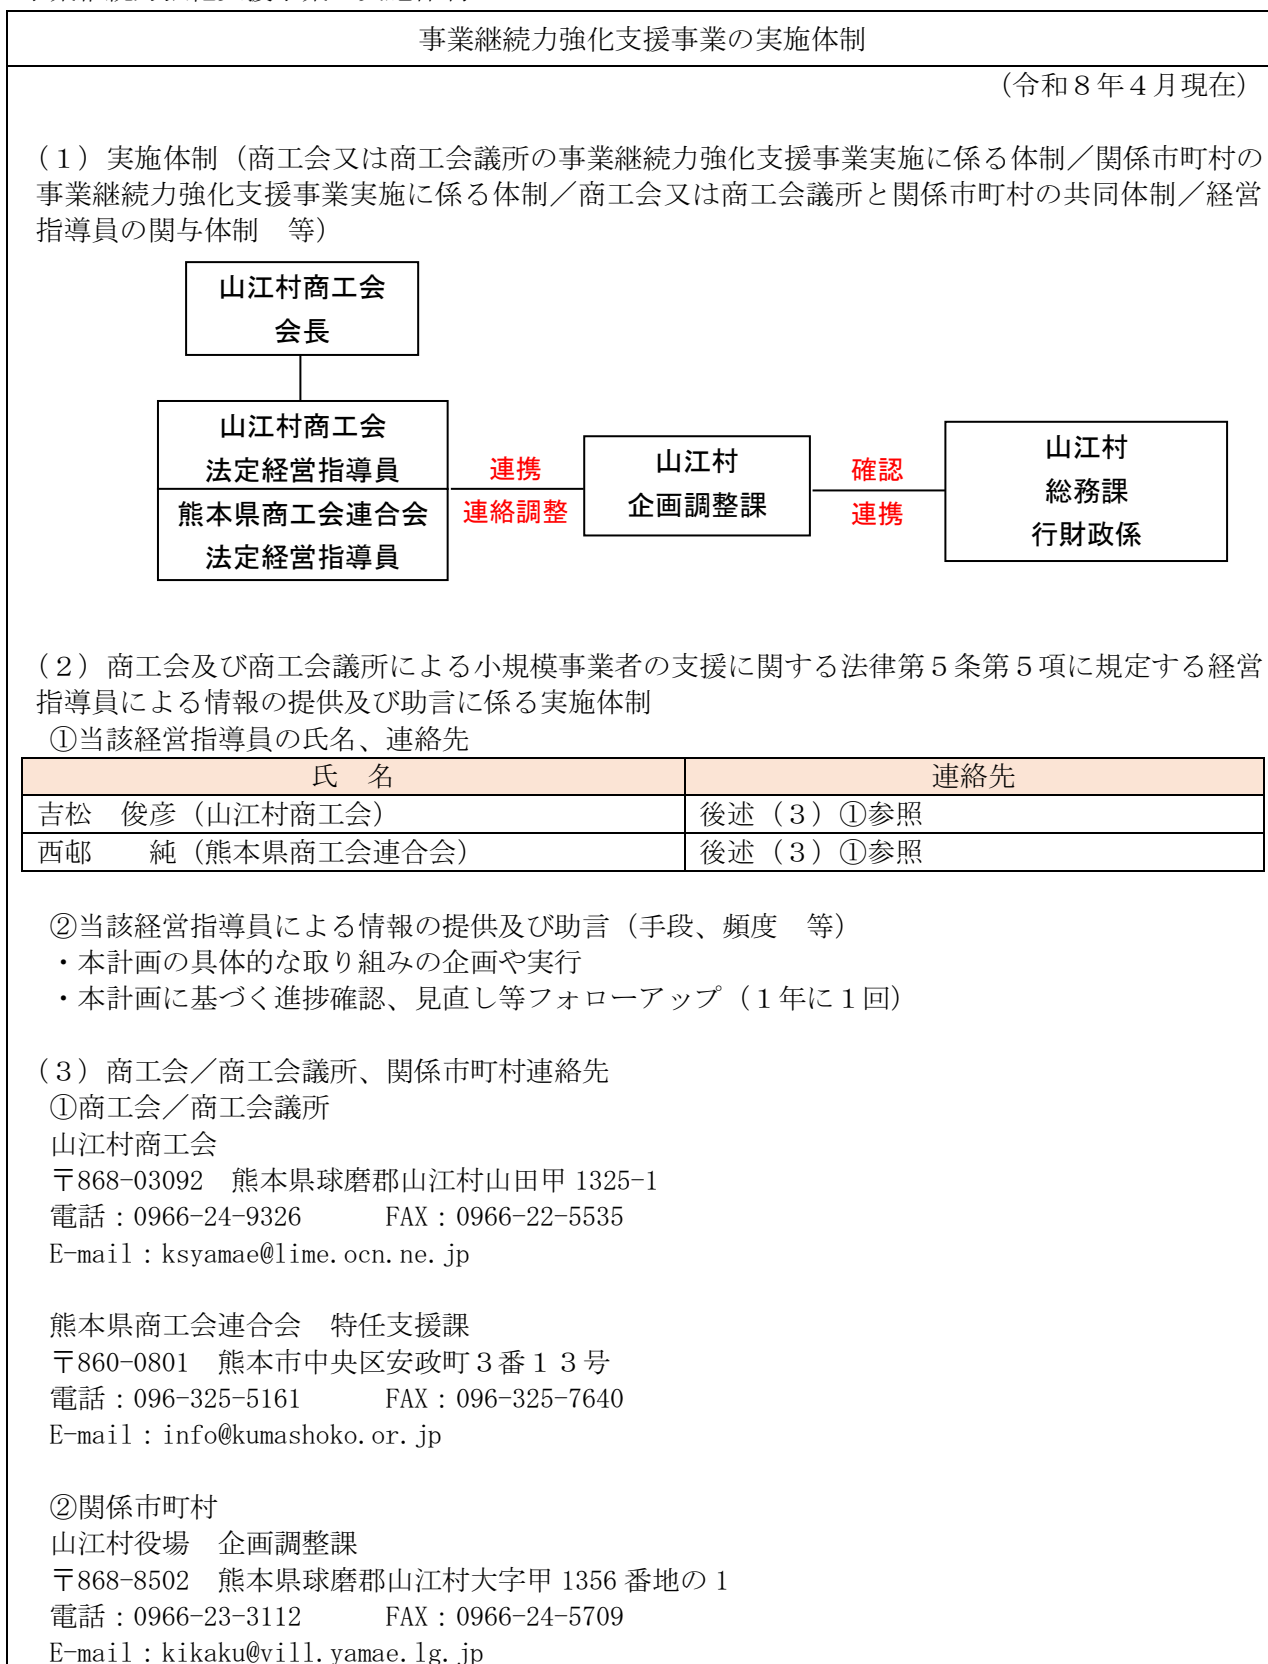 事業継続力強化支援事業の実施体制
（令和８年４月現在）
（１）実施体制（商工会又は商工会議所の事業継続力強化支援事業実施に係る体制／関係市町村の
事業継続力強化支援事業実施に係る体制／商工会又は商工会議所と関係市町村の共同体制／経営
指導員の関与体制　等）
山江村商工会
会長
山江村商工会
法定経営指導員
熊本県商工会連合会
法定経営指導員
連携
連絡調整
山江村
企画調整課
確認
連携
山江村
総務課
行財政係
（２）商工会及び商工会議所による小規模事業者の支援に関する法律第５条第５項に規定する経営
指導員による情報の提供及び助言に係る実施体制
①当該経営指導員の氏名、連絡先
氏　名　連絡先
吉松　俊彦（山江村商工会）　後述（３）①参照
西邨　　純（熊本県商工会連合会）　後述（３）①参照
②当該経営指導員による情報の提供及び助言（手段、頻度　等）
・本計画の具体的な取り組みの企画や実行
・本計画に基づく進捗確認、見直し等フォローアップ（１年に１回）
（３）商工会／商工会議所、関係市町村連絡先
①商工会／商工会議所
山江村商工会
〒868-03092　熊本県球磨郡山江村山田甲 1325-1
電話：0966-24-9326　　　FAX：0966-22-5535
E-mail：ksyamae@lime.ocn.ne.jp
熊本県商工会連合会　特任支援課
〒860-0801　熊本市中央区安政町３番１３号
電話：096-325-5161　　　FAX：096-325-7640
E-mail：info@kumashoko.or.jp
②関係市町村
山江村役場　企画調整課
〒868-8502　熊本県球磨郡山江村大字甲 1356 番地の 1
電話：0966-23-3112　　　FAX：0966-24-5709
E-mail：kikaku@vill.yamae.lg.jp